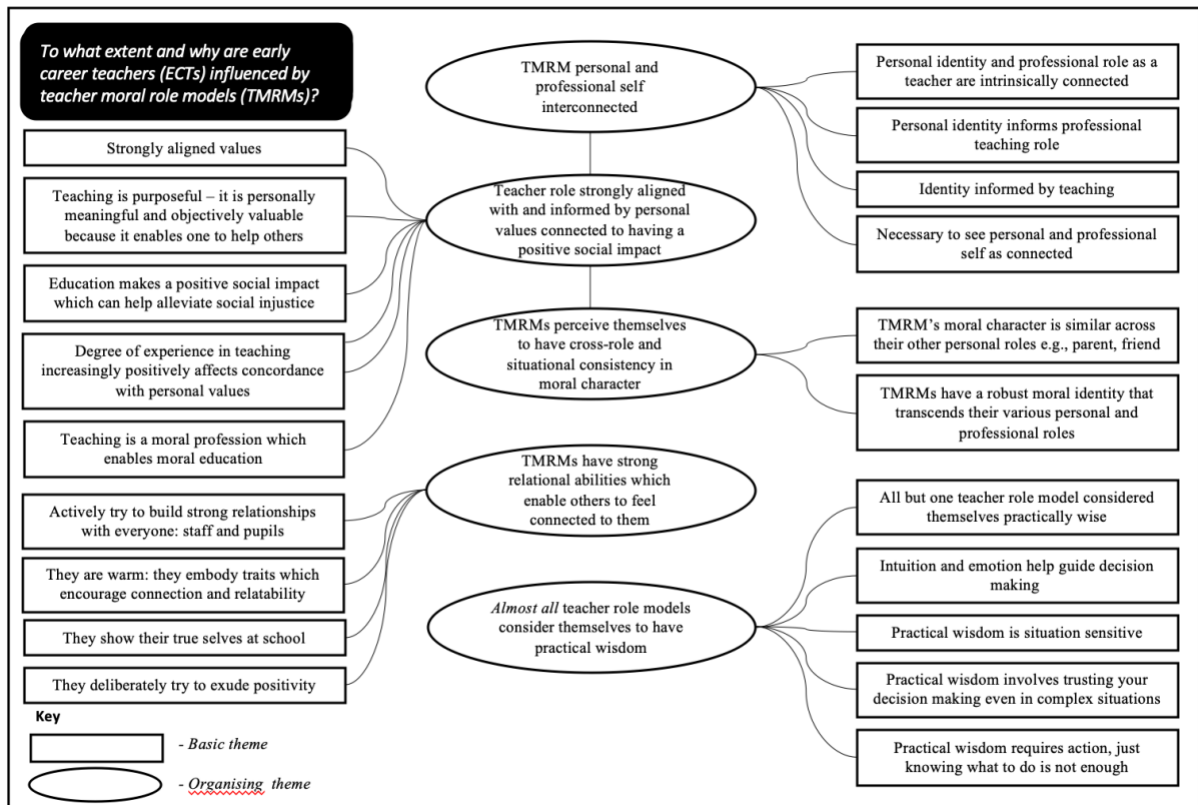 To what extent and why are early
career teachers (ECTs) influenced by
teacher moral role models (TMRMs)?
Strongly aligned values
Teaching is purposeful – it is personally
meaningful and objectively valuable
because it enables one to help others
Education makes a positive social impact
which can help alleviate social injustice
Degree of experience in teaching
increasingly positively affects concordance
with personal values
Teaching is a moral profession which
enables moral education
Actively try to build strong relationships
with everyone: staff and pupils
They are warm: they embody traits which
encourage connection and relatability
They show their true selves at school
They deliberately try to exude positivity
TMRM personal and
professional self
interconnected
Teacher role strongly aligned
with and informed by personal
values connected to having a
positive social impact
TMRMs perceive themselves
to have cross-role and
situational consistency in
moral character
TMRMs have strong
relational abilities which
enable others to feel
connected to them
Almost all teacher role models
consider themselves to have
practical wisdom
Personal identity and professional role as a
teacher are intrinsically connected
Personal identity informs professional
teaching role
Identity informed by teaching
Necessary to see personal and professional
self as connected
TMRM’s moral character is similar across
their other personal roles e.g., parent, friend
TMRMs have a robust moral identity that
transcends their various personal and
professional roles
All but one teacher role model considered
themselves practically wise
Intuition and emotion help guide decision
making
Practical wisdom is situation sensitive
Practical wisdom involves trusting your
decision making even in complex situations
Practical wisdom requires action, just
knowing what to do is not enough
Key
- Basic theme
- Organising theme